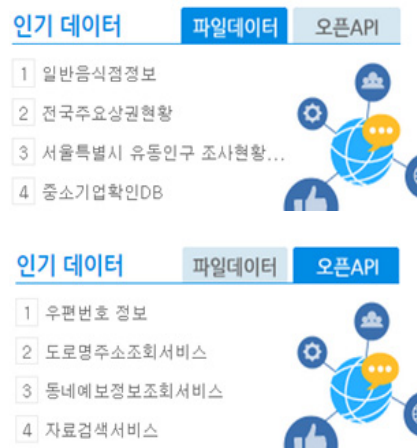 인기 데이터 파일데이터 오픈API
1 일반음식점정보
2 전국주요상권현황
3 서울특별시 유동인구 조사현황...
4 중소기업확인DB
인기 데이터 파일데이터 오픈API
1 우편번호 정보
2 도로명주소조회서비스
3 동네예보정보조회서비스
4 자료검색서비스